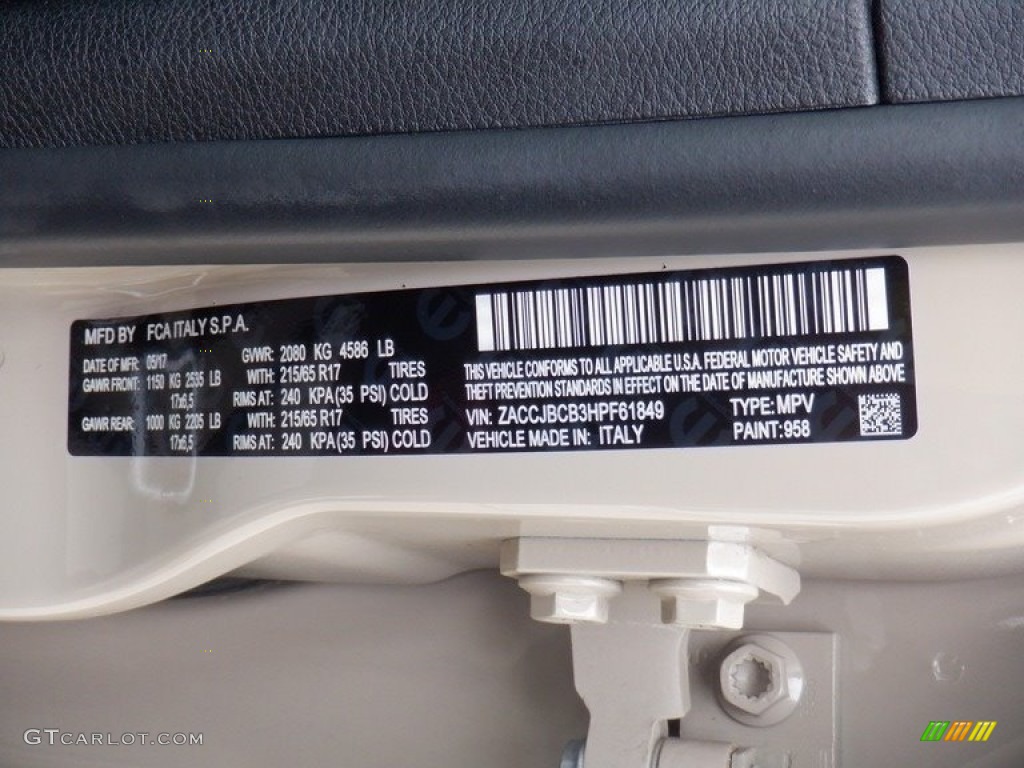 MFD BY FCA ITALY S.P.A.
DATE OF MFR: 05/17 GVWR: 2080 KG 4586 LB
GAWR FRONT: 1150 KG 2535 LB WITH: 215/65 R17 TIRES
17x6,5 RIMS AT: 240 KPA(35 PSI) COLD
GAWR REAR: 1000 KG 2205 LB WITH: 215/65 R17 TIRES
17x6,5 RIMS AT: 240 KPA(35 PSI) COLD
THIS VEHICLE CONFORMS TO ALL APPLICABLE U.S.A. FEDERAL MOTOR VEHICLE SAFETY AND
THEFT PREVENTION STANDARDS IN EFFECT ON THE DATE OF MANUFACTURE SHOWN ABOVE
VIN: ZACCJBCB3HPF61849 TYPE: MPV
VEHICLE MADE IN: ITALY PAINT: 958
GTCARLOT.COM